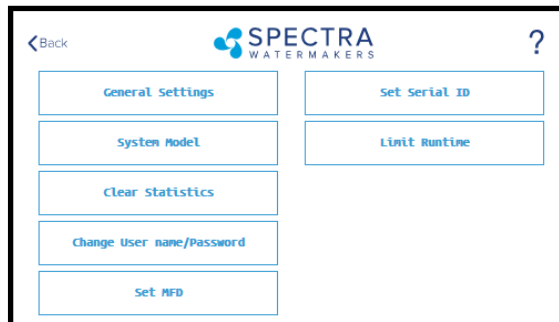 Back
SPECTRA
WATERMAKERS
?
General Settings
Set Serial ID
System Model
Limit Runtime
Clear Statistics
Change User name/Password
Set MFD